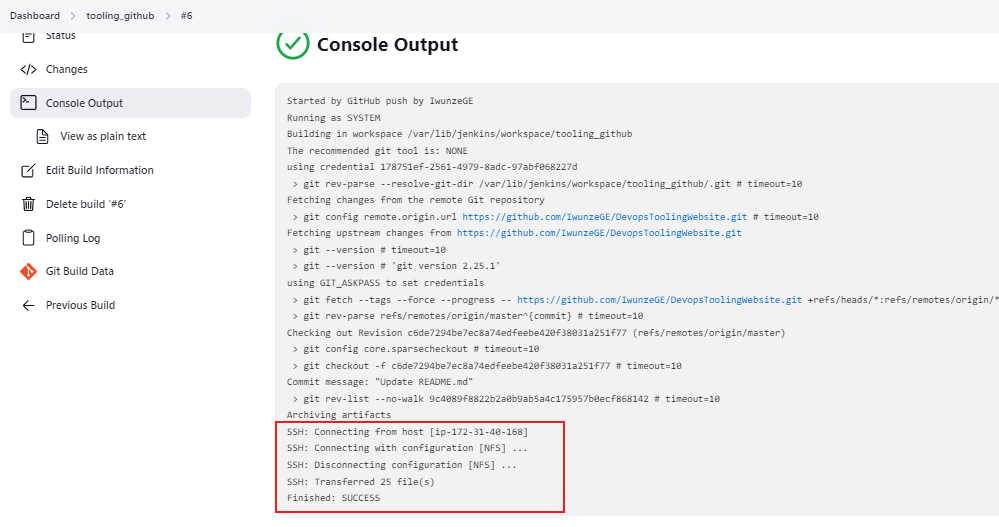 Dashboard > tooling_github > #6
Status
Changes
Console Output
View as plain text
Edit Build Information
Delete build '#6'
Polling Log
Git Build Data
Previous Build
Console Output
Started by GitHub push by IwunzeGE
Running as SYSTEM
Building in workspace /var/lib/jenkins/workspace/tooling_github
The recommended git tool is: NONE
using credential 178751ef-2561-4979-8adc-97abf068227d
> git rev-parse --resolve-git-dir /var/lib/jenkins/workspace/tooling_github/.git # timeout=10
Fetching changes from the remote Git repository
> git config remote.origin.url https://github.com/IwunzeGE/DevopsToolingWebsite.git # timeout=10
Fetching upstream changes from https://github.com/IwunzeGE/DevopsToolingWebsite.git
> git --version # timeout=10
> git --version # 'git version 2.25.1'
using GIT_ASKPASS to set credentials
> git fetch --tags --force --progress -- https://github.com/IwunzeGE/DevopsToolingWebsite.git +refs/heads/*:refs/remotes/origin/*
> git rev-parse refs/remotes/origin/master^{commit} # timeout=10
Checking out Revision c6de7294be7ec8a74edfeebe420f38031a251f77 (refs/remotes/origin/master)
> git config core.sparsecheckout # timeout=10
> git checkout -f c6de7294be7ec8a74edfeebe420f38031a251f77 # timeout=10
Commit message: "Update README.md"
> git rev-list --no-walk 9c4089f8822b2a0b9ab5a4c175957b0ecf868142 # timeout=10
Archiving artifacts
SSH: Connecting from host [ip-172-31-40-168]
SSH: Connecting with configuration [NFS] ...
SSH: Disconnecting configuration [NFS] ...
SSH: Transferred 25 file(s)
Finished: SUCCESS